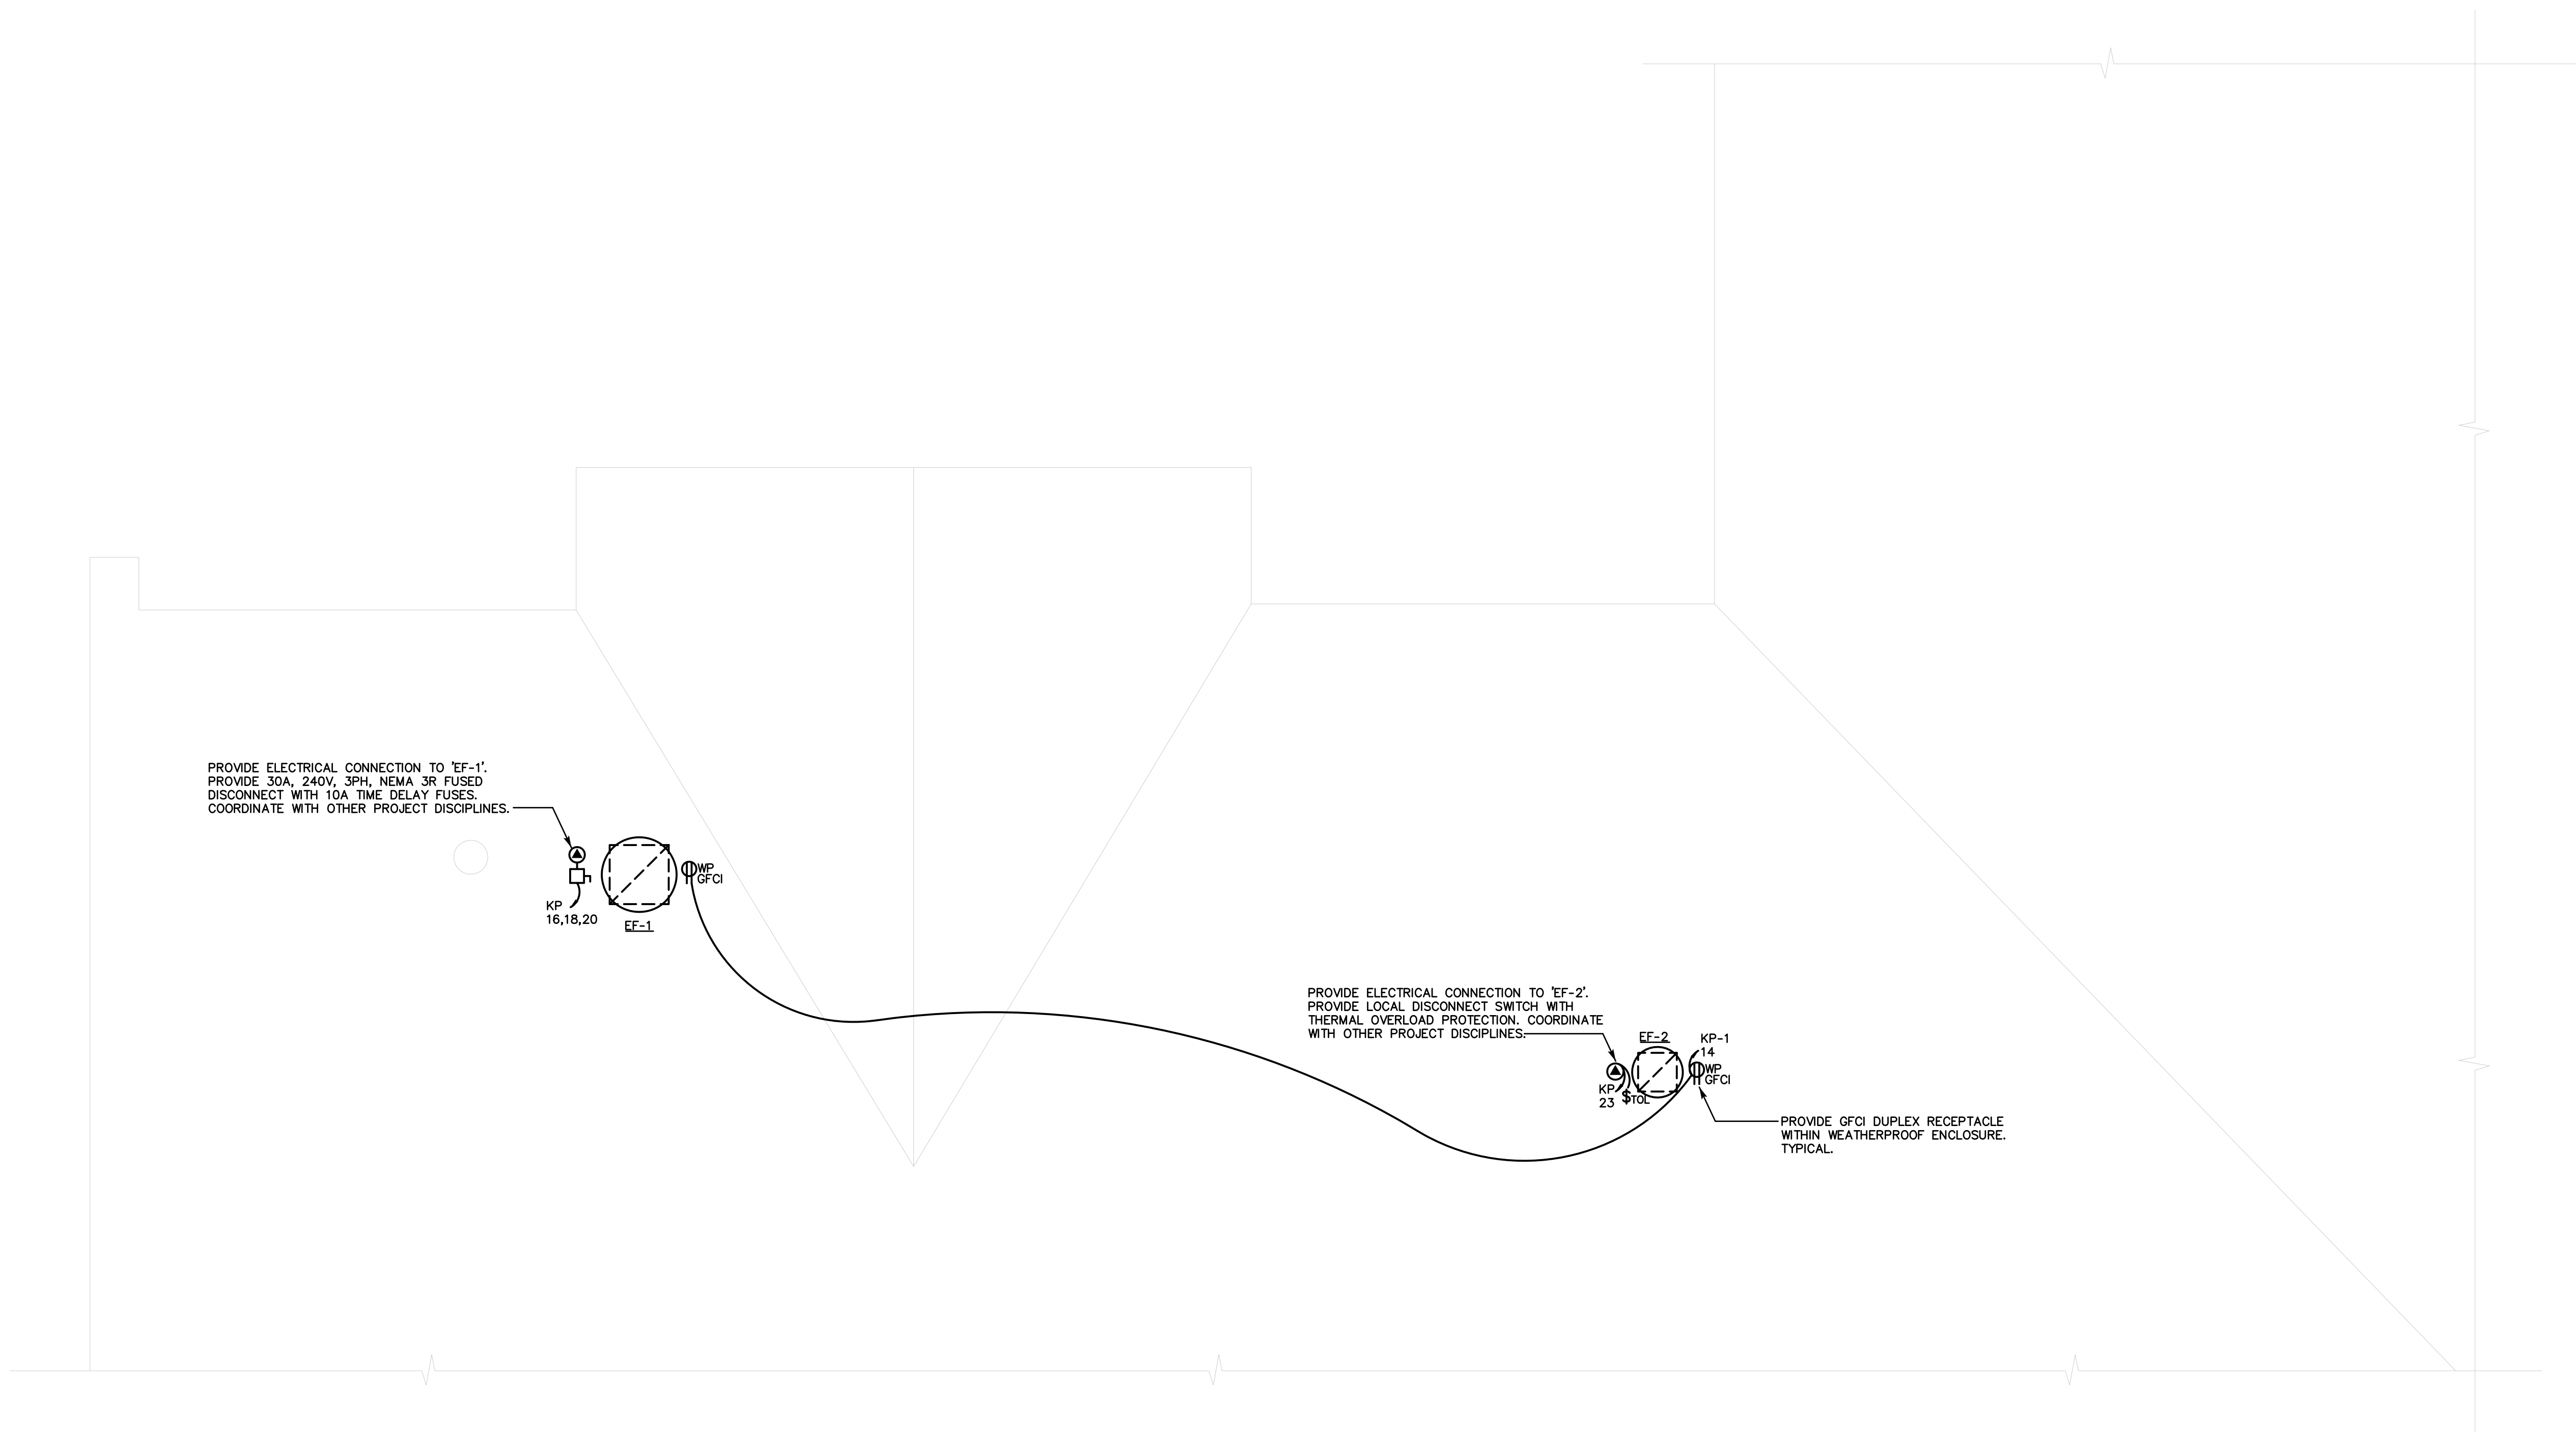 PROVIDE ELECTRICAL CONNECTION TO 'EF-1'.
PROVIDE 30A, 240V, 3PH, NEMA 3R FUSED
DISCONNECT WITH 10A TIME DELAY FUSES.
COORDINATE WITH OTHER PROJECT DISCIPLINES.
WP
GFCI
KP
16,18,20
EF-1
PROVIDE ELECTRICAL CONNECTION TO 'EF-2'.
PROVIDE LOCAL DISCONNECT SWITCH WITH
THERMAL OVERLOAD PROTECTION. COORDINATE
WITH OTHER PROJECT DISCIPLINES.
EF-2
KP-1
14
WP
GFCI
KP
23
$TOL
PROVIDE GFCI DUPLEX RECEPTACLE
WITHIN WEATHERPROOF ENCLOSURE.
TYPICAL.